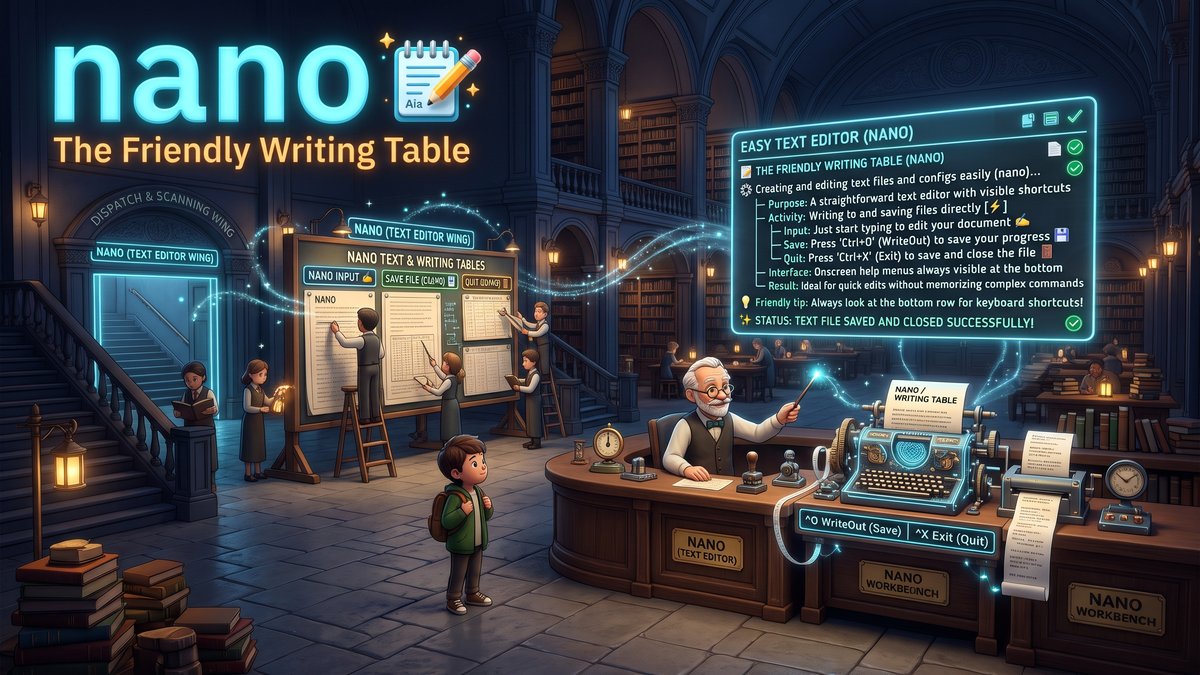 nano
Aia
The Friendly Writing Table
DISPATCH & SCANNING WING
NANO (TEXT EDITOR WING)
NANO (TEXT EDITOR WING)
NANO TEXT & WRITING TABLES
NANO INPUT ✍️
SAVE FILE
QUIT
NANO
EASY TEXT EDITOR (NANO)
THE FRIENDLY WRITING TABLE (NANO)
Creating and editing text files and configs easily (nano)...
Purpose: A straightforward text editor with visible shortcuts
Activity: Writing to and saving files directly [⚡]
Input: Just start typing to edit your document ✍️
Save: Press 'Ctrl+O' (WriteOut) to save your progress 💾
Quit: Press 'Ctrl+X' (Exit) to save and close the file 🚪
Interface: Onscreen help menus always visible at the bottom
Result: Ideal for quick edits without memorizing complex commands
💡 Friendly tip: Always look at the bottom row for keyboard shortcuts!
✨ STATUS: TEXT FILE SAVED AND CLOSED SUCCESSFULLY!
NANO /
WRITING TABLE
^O WriteOut (Save) | ^X Exit (Quit)
NANO
(TEXT EDITOR)
NANO
WORKBEONCH
NANO
WORKBENCH